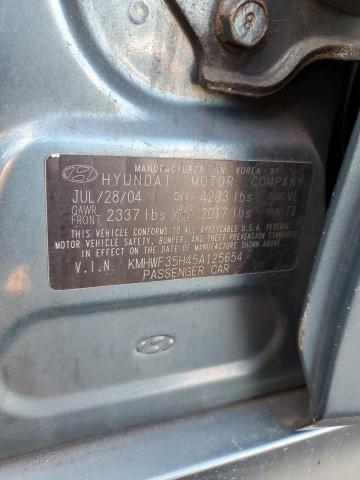 MANUFACTURED IN KOREA BY
HYUNDAI MOTOR COMPANY
JUL/28/04 GVWR 4233 lbs VL
GAWR FRONT 2337 lbs 2017 lbs TI
THIS VEHICLE CONFORMS TO ALL APPLICABLE U.S.A. FEDERAL
MOTOR VEHICLE SAFETY, BUMPER, AND THEFT PREVENTION STANDARDS
IN EFFECT ON THE DATE OF MANUFACTURE SHOWN ABOVE.
V.I.N. KMHWF35H45A125654
PASSENGER CAR